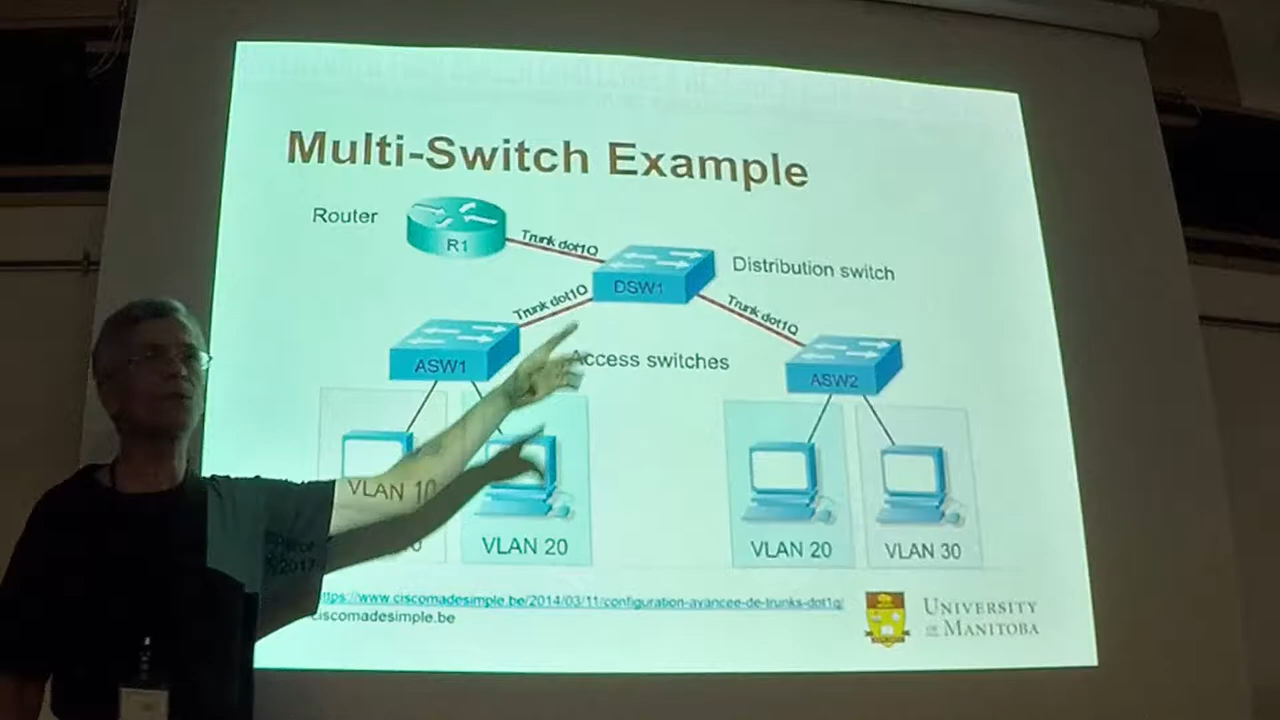 Multi-Switch Example
Router
R1
Trunk dot1Q
DSW1
Distribution switch
Trunk dot1Q
Trunk dot1Q
ASW1
Access switches
ASW2
VLAN 10
VLAN 20
VLAN 20
VLAN 30
ttps://www.ciscomadesimple.be/2014/03/11/configuration-avancee-de-trunks-dot1q/
ciscomadesimple.be
UNIVERSITY
OF MANITOBA